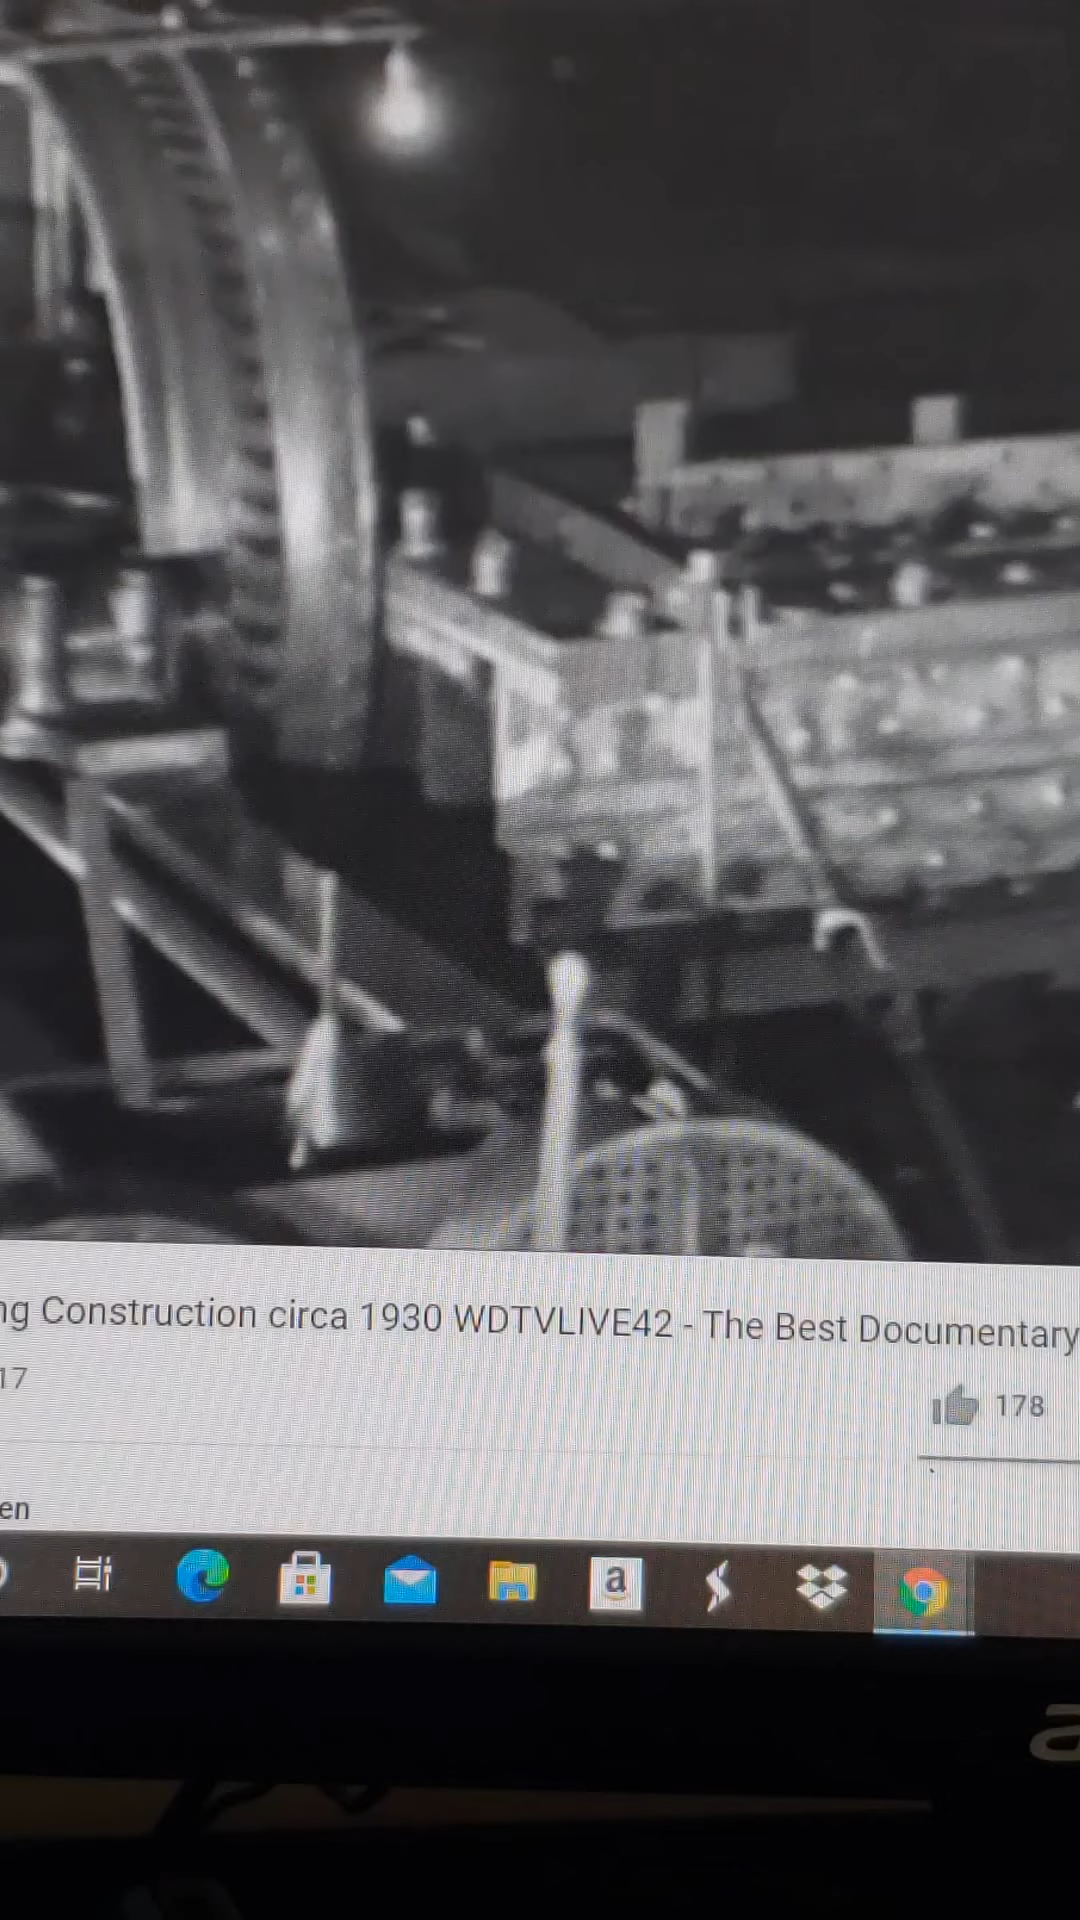 ng Construction circa 1930 WDTVLIVE42 - The Best Documentary
17
178
en
a
a